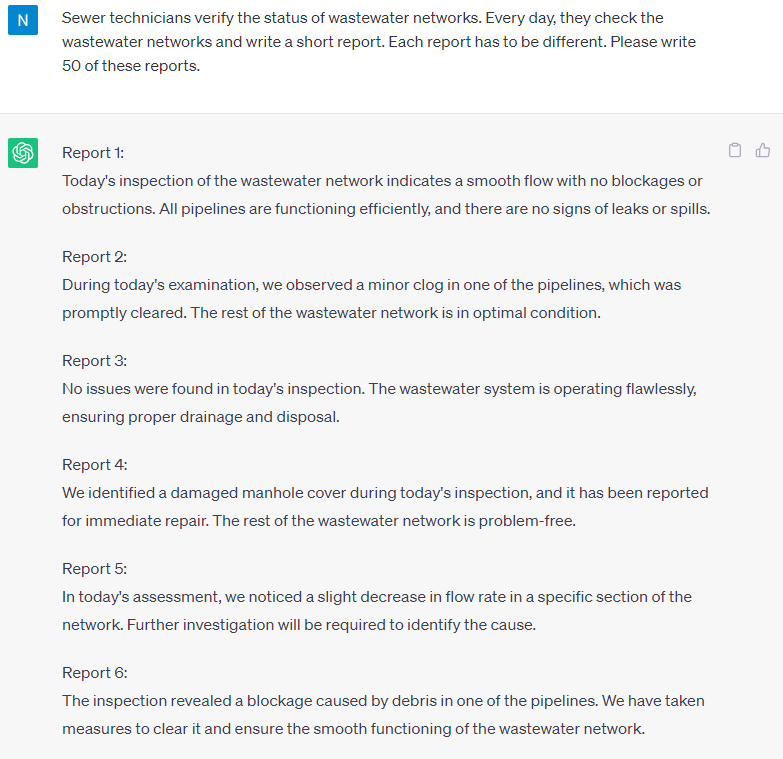 N
Sewer technicians verify the status of wastewater networks. Every day, they check the
wastewater networks and write a short report. Each report has to be different. Please write
50 of these reports.
Report 1:
Today's inspection of the wastewater network indicates a smooth flow with no blockages or
obstructions. All pipelines are functioning efficiently, and there are no signs of leaks or spills.
Report 2:
During today's examination, we observed a minor clog in one of the pipelines, which was
promptly cleared. The rest of the wastewater network is in optimal condition.
Report 3:
No issues were found in today's inspection. The wastewater system is operating flawlessly,
ensuring proper drainage and disposal.
Report 4:
We identified a damaged manhole cover during today's inspection, and it has been reported
for immediate repair. The rest of the wastewater network is problem-free.
Report 5:
In today's assessment, we noticed a slight decrease in flow rate in a specific section of the
network. Further investigation will be required to identify the cause.
Report 6:
The inspection revealed a blockage caused by debris in one of the pipelines. We have taken
measures to clear it and ensure the smooth functioning of the wastewater network.